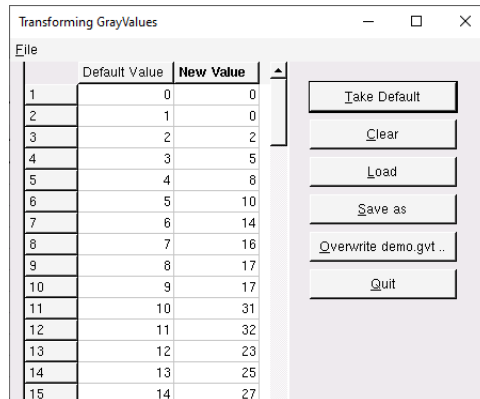 Transforming GrayValues
File
Default Value New Value
1 0 0
2 1 0
3 2 2
4 3 5
5 4 8
6 5 10
7 6 14
8 7 16
9 8 17
10 9 17
11 10 31
12 11 32
13 12 23
14 13 25
15 14 27
Take Default
Clear
Load
Save as
Overwrite demo.gvt ..
Quit